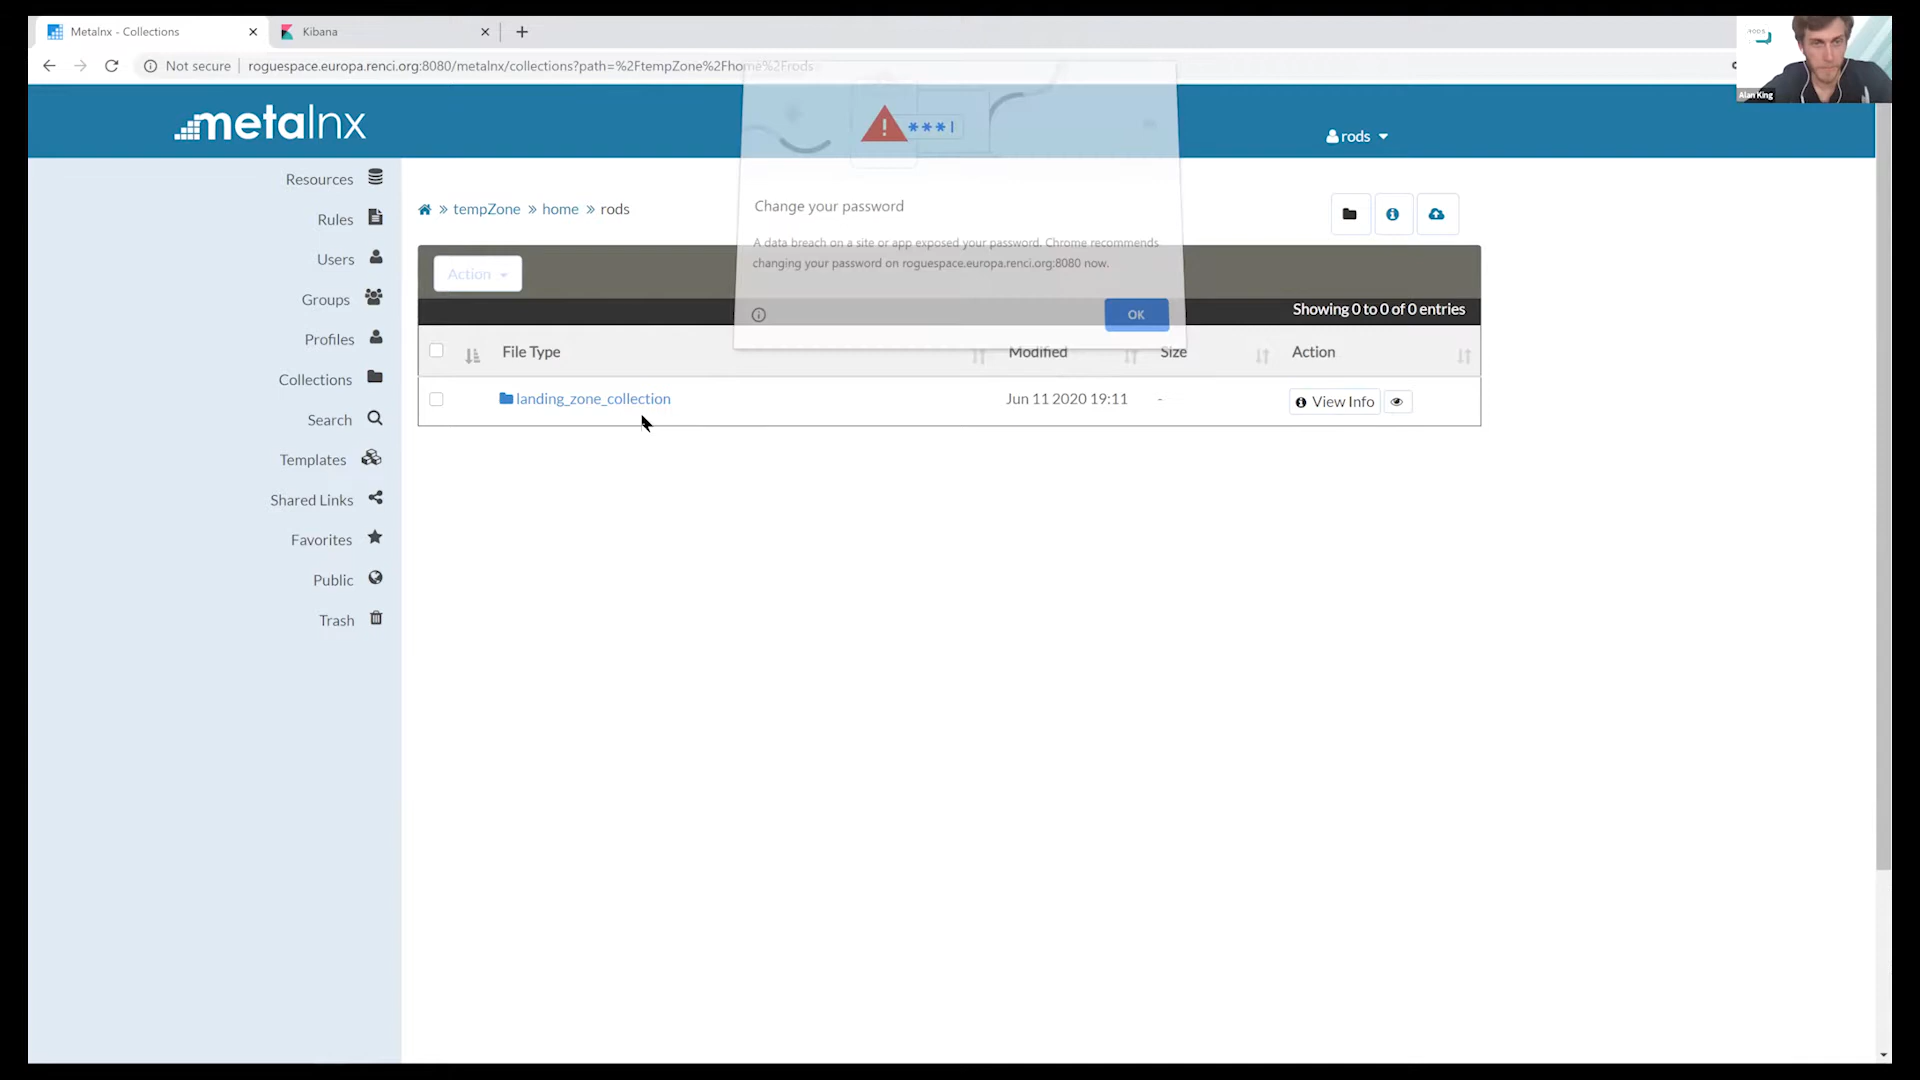 Metalnx - Collections
Kibana
Not secure
roguespace.europa.renci.org:8080/metalnx/collections?path=%2FtempZone%2Fhome%2Frods
Alan King
metalnx
rods
***
Change your password
A data breach on a site or app exposed your password. Chrome recommends
changing your password on roguespace.europa.renci.org:8080 now.
OK
Resources
Rules
Users
Groups
Profiles
Collections
Search
Templates
Shared Links
Favorites
Public
Trash
» tempZone » home » rods
Action
Showing 0 to 0 of 0 entries
File Type Modified Size Action
landing_zone_collection Jun 11 2020 19:11 - View Info